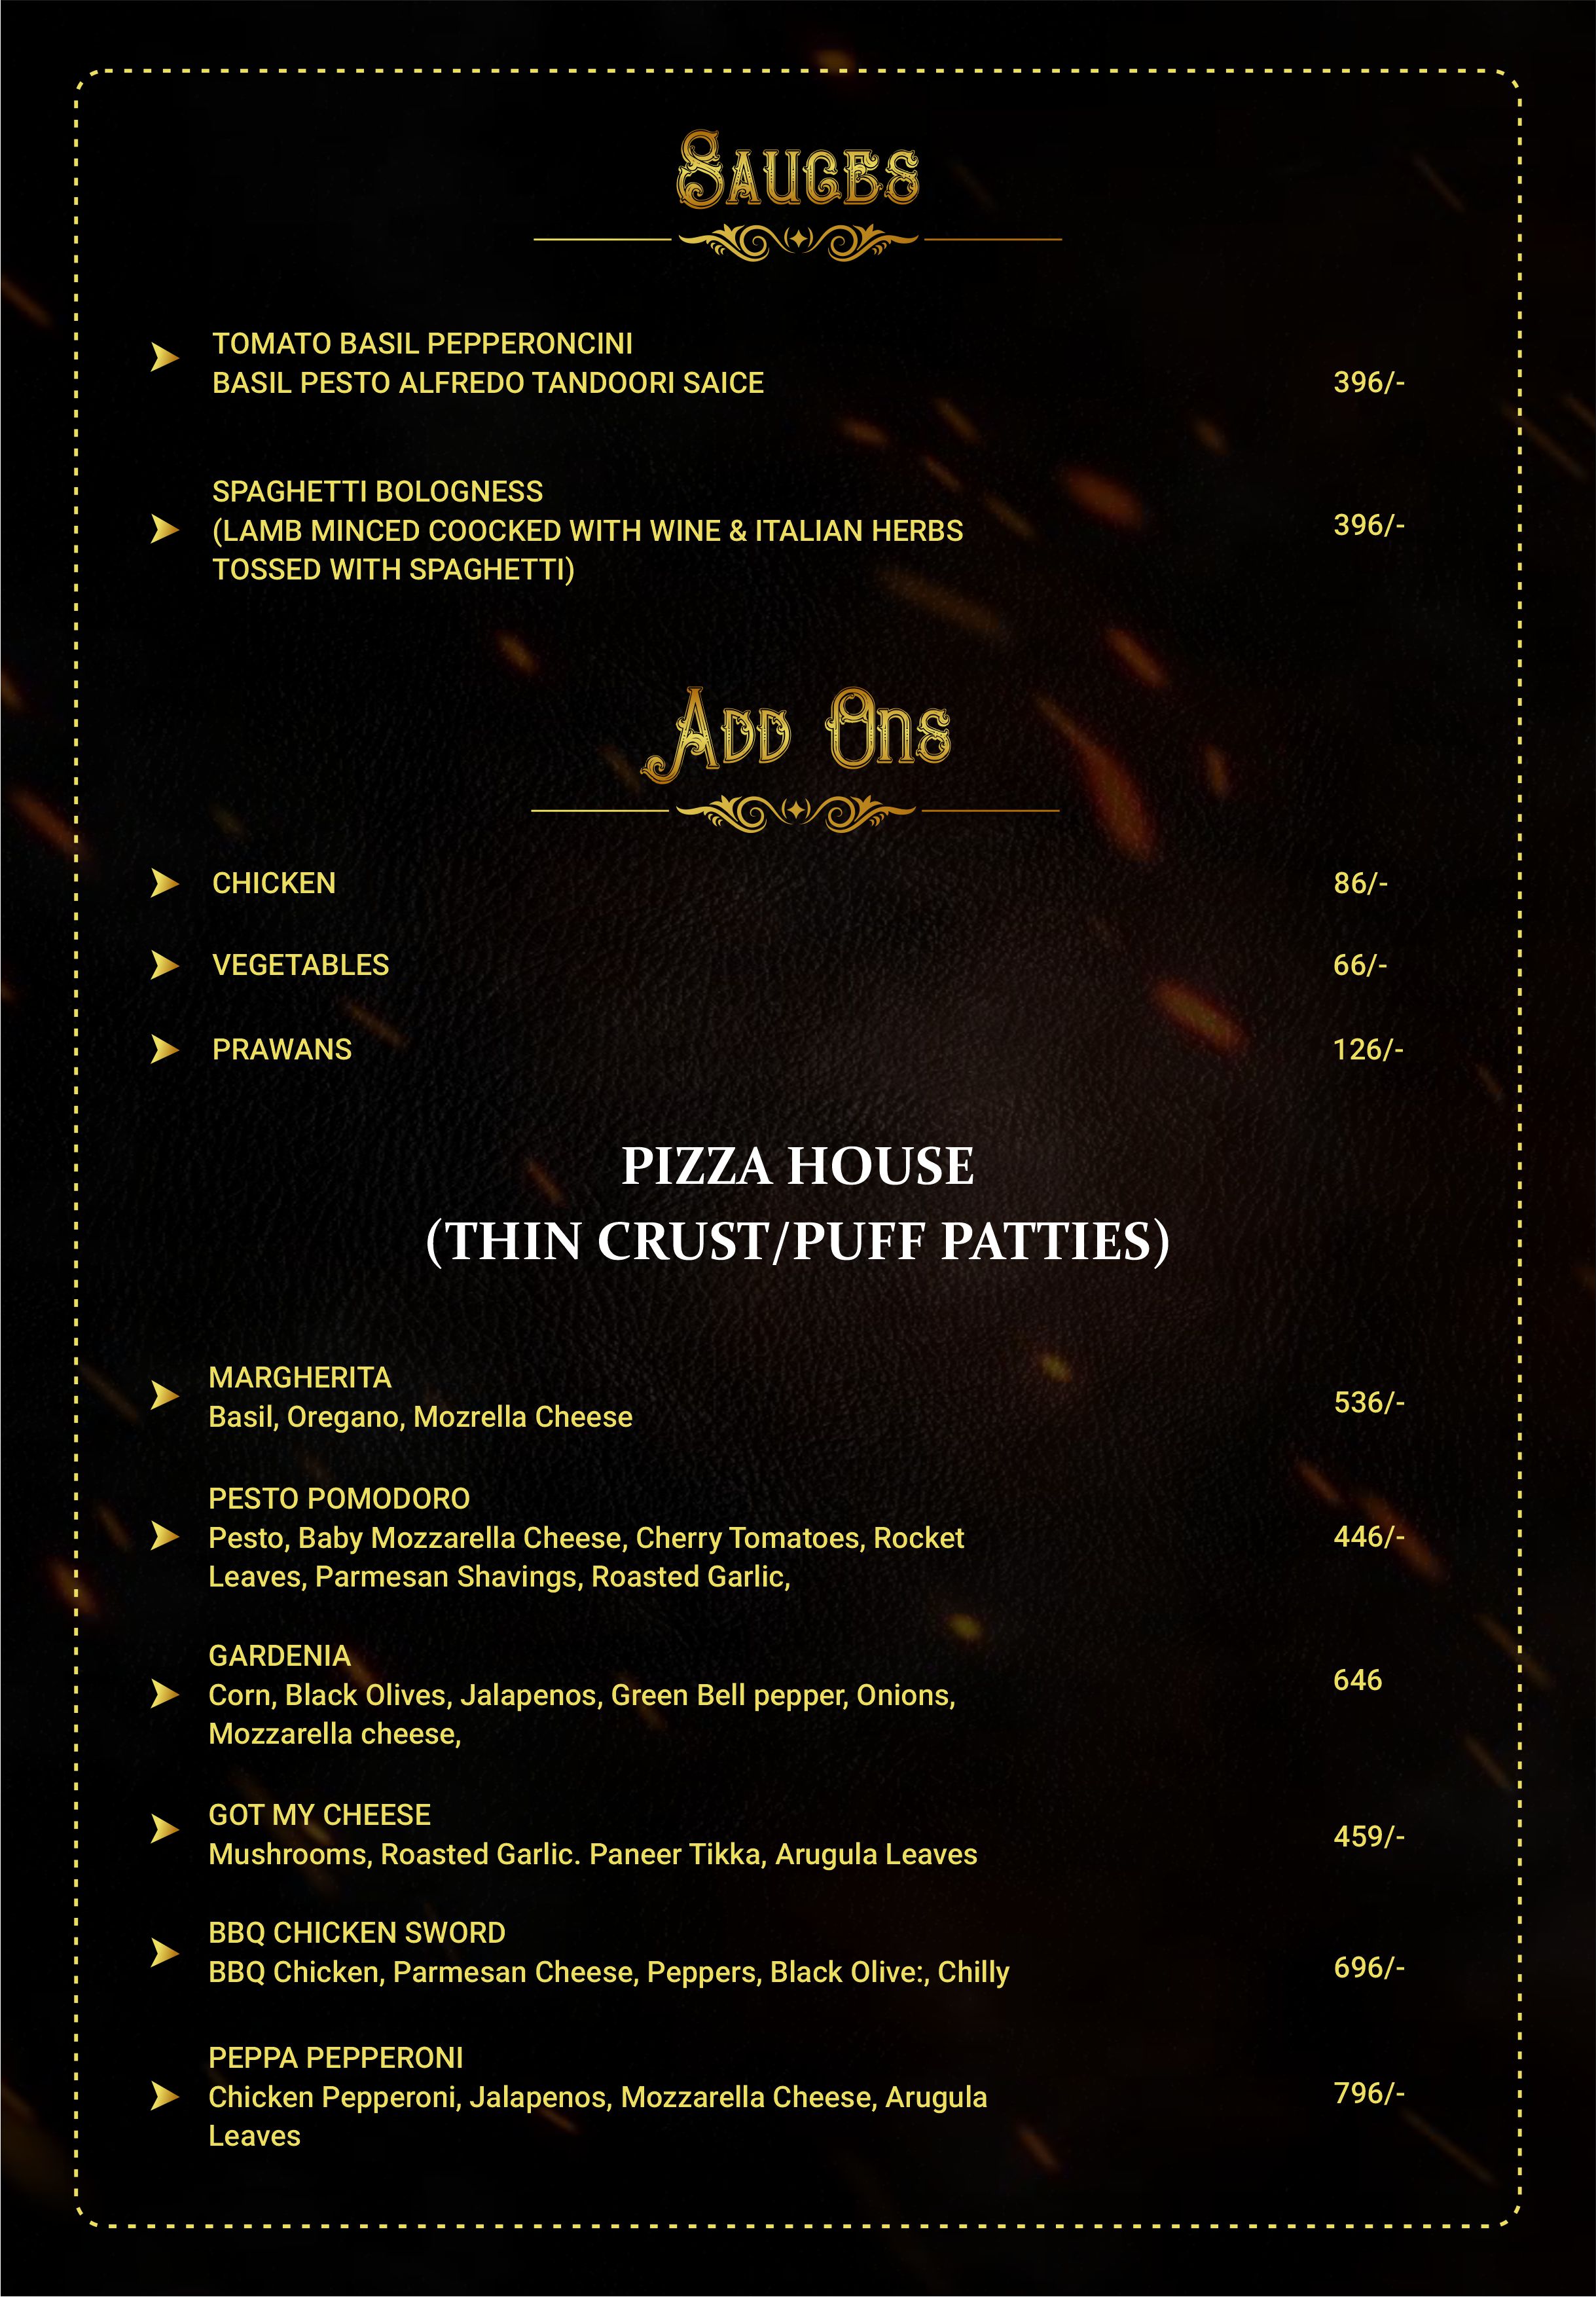 Sauces
TOMATO BASIL PEPPERONCINI
BASIL PESTO ALFREDO TANDOORI SAICE
396/-
SPAGHETTI BOLOGNESS
(LAMB MINCED COOCKED WITH WINE & ITALIAN HERBS
TOSSED WITH SPAGHETTI)
396/-
Add Ons
CHICKEN
86/-
VEGETABLES
66/-
PRAWANS
126/-
PIZZA HOUSE
(THIN CRUST/PUFF PATTIES)
MARGHERITA
Basil, Oregano, Mozrella Cheese
536/-
PESTO POMODORO
Pesto, Baby Mozzarella Cheese, Cherry Tomatoes, Rocket
Leaves, Parmesan Shavings, Roasted Garlic,
446/-
GARDENIA
Corn, Black Olives, Jalapenos, Green Bell pepper, Onions,
Mozzarella cheese,
646
GOT MY CHEESE
Mushrooms, Roasted Garlic. Paneer Tikka, Arugula Leaves
459/-
BBQ CHICKEN SWORD
BBQ Chicken, Parmesan Cheese, Peppers, Black Olive:, Chilly
696/-
PEPPA PEPPERONI
Chicken Pepperoni, Jalapenos, Mozzarella Cheese, Arugula
Leaves
796/-